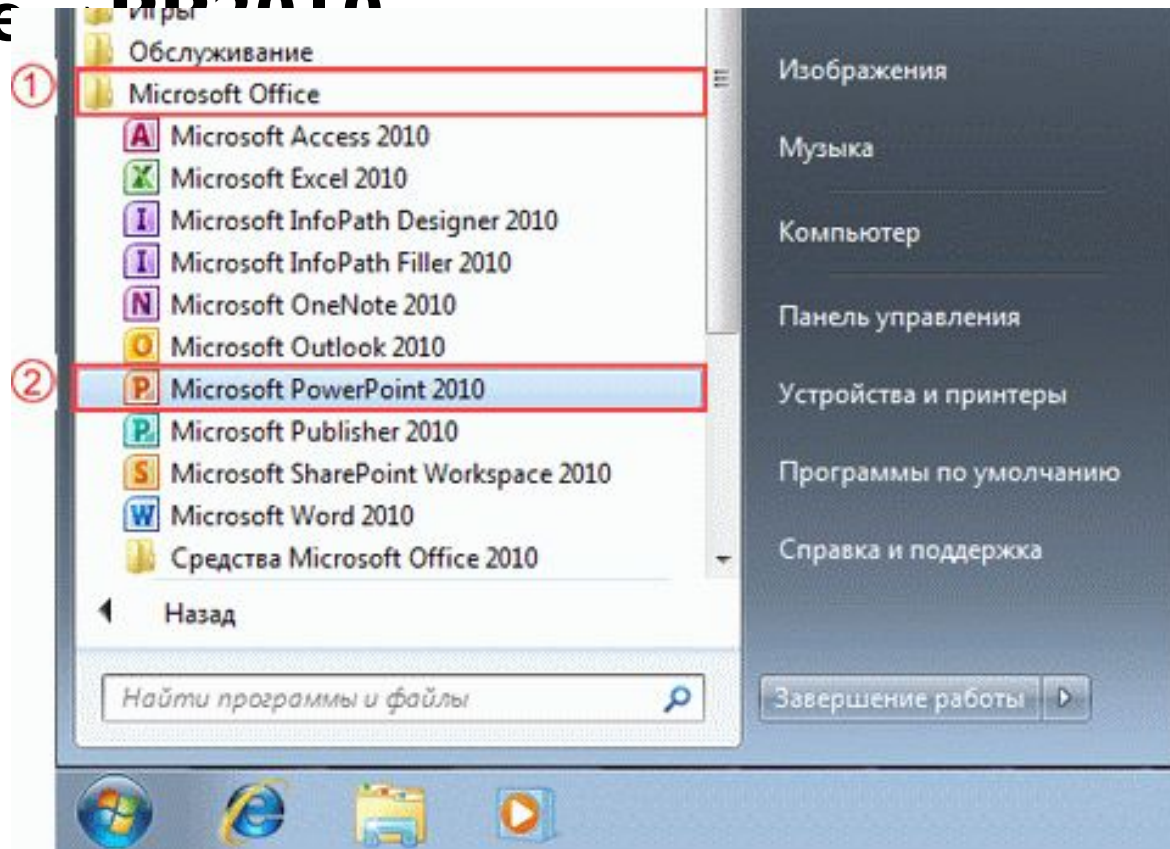 Игры
Обслуживание
① Microsoft Office
Microsoft Access 2010
Microsoft Excel 2010
Microsoft InfoPath Designer 2010
Microsoft InfoPath Filler 2010
Microsoft OneNote 2010
Microsoft Outlook 2010
② Microsoft PowerPoint 2010
Microsoft Publisher 2010
Microsoft SharePoint Workspace 2010
Microsoft Word 2010
Средства Microsoft Office 2010
Назад
Найти программы и файлы
Изображения
Музыка
Компьютер
Панель управления
Устройства и принтеры
Программы по умолчанию
Справка и поддержка
Завершение работы